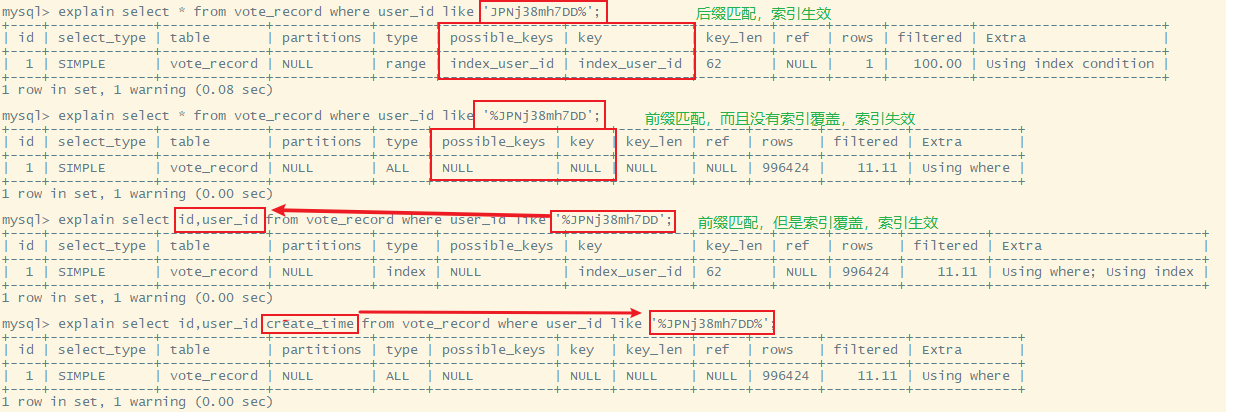 mysql> explain select * from vote_record where user_id like 'JPNj38mh7DD%'; 后缀匹配，索引生效
+----+-------------+-------------+------------+-------+---------------+---------------+---------+------+------+----------+-----------------------+
| id | select_type | table | partitions | type | possible_keys | key | key_len | ref | rows | filtered | Extra |
+----+-------------+-------------+------------+-------+---------------+---------------+---------+------+------+----------+-----------------------+
| 1 | SIMPLE | vote_record | NULL | range | index_user_id | index_user_id | 62 | NULL | 1 | 100.00 | Using index condition |
+----+-------------+-------------+------------+-------+---------------+---------------+---------+------+------+----------+-----------------------+
1 row in set, 1 warning (0.08 sec)
mysql> explain select * from vote_record where user_id like '%JPNj38mh7DD'; 前缀匹配，而且没有索引覆盖，索引失效
+----+-------------+-------------+------------+------+---------------+------+---------+------+--------+----------+-------------+
| id | select_type | table | partitions | type | possible_keys | key | key_len | ref | rows | filtered | Extra |
+----+-------------+-------------+------------+------+---------------+------+---------+------+--------+----------+-------------+
| 1 | SIMPLE | vote_record | NULL | ALL | NULL | NULL | NULL | NULL | 996424 | 11.11 | Using where |
+----+-------------+-------------+------------+------+---------------+------+---------+------+--------+----------+-------------+
1 row in set, 1 warning (0.00 sec)
mysql> explain select id,user_id from vote_record where user_id like '%JPNj38mh7DD'; 前缀匹配，但是索引覆盖，索引生效
+----+-------------+-------------+------------+-------+---------------+---------------+---------+------+--------+----------+--------------------------+
| id | select_type | table | partitions | type | possible_keys | key | key_len | ref | rows | filtered | Extra |
+----+-------------+-------------+------------+-------+---------------+---------------+---------+------+--------+----------+--------------------------+
| 1 | SIMPLE | vote_record | NULL | index | NULL | index_user_id | 62 | NULL | 996424 | 11.11 | Using where; Using index |
+----+-------------+-------------+------------+-------+---------------+---------------+---------+------+--------+----------+--------------------------+
1 row in set, 1 warning (0.00 sec)
mysql> explain select id,user_id create_time from vote_record where user_id like '%JPNj38mh7DD%';
+----+-------------+-------------+------------+------+---------------+------+---------+------+--------+----------+-------------+
| id | select_type | table | partitions | type | possible_keys | key | key_len | ref | rows | filtered | Extra |
+----+-------------+-------------+------------+------+---------------+------+---------+------+--------+----------+-------------+
| 1 | SIMPLE | vote_record | NULL | ALL | NULL | NULL | NULL | NULL | 996424 | 11.11 | Using where |
+----+-------------+-------------+------------+------+---------------+------+---------+------+--------+----------+-------------+
1 row in set, 1 warning (0.00 sec)